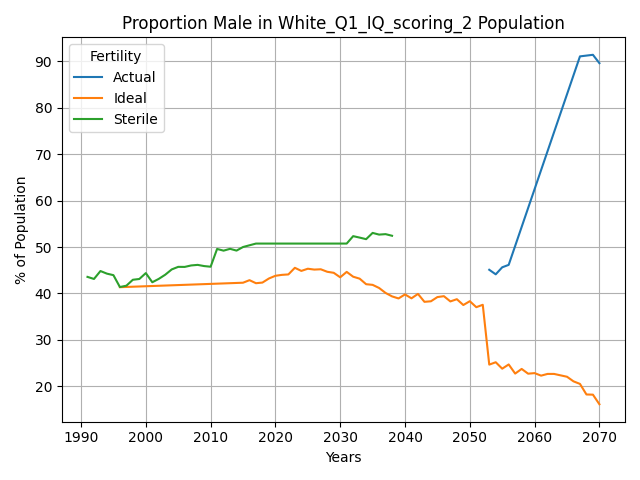 Proportion Male in White_Q1_IQ_scoring_2 Population
Fertility
Actual
Ideal
Sterile
% of Population
90
80
70
60
50
40
30
20
1990 2000 2010 2020 2030 2040 2050 2060 2070
Years